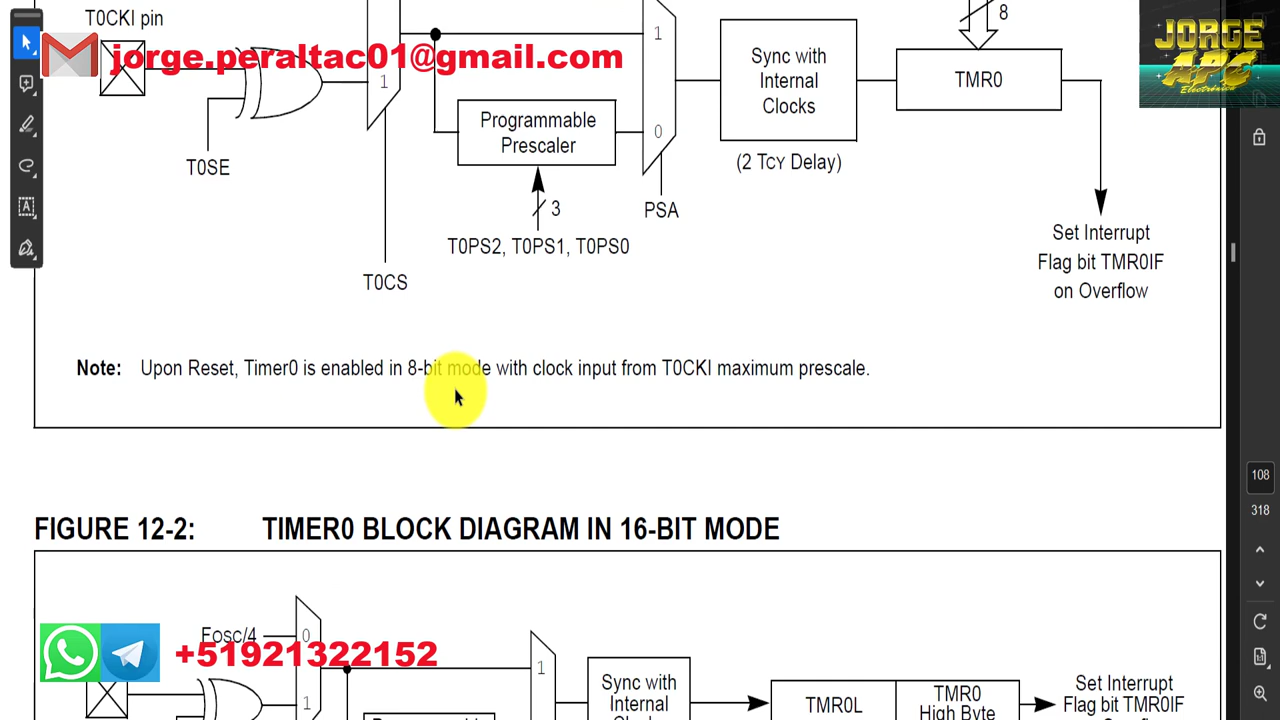 T0CKI pin
jorge.peraltac01@gmail.com
JORGE
APC
Electrónica
8
1
1
Sync with
Internal
Clocks
TMR0
Programmable
Prescaler
0
(2 TCY Delay)
T0SE
3
PSA
T0PS2, T0PS1, T0PS0
T0CS
Set Interrupt
Flag bit TMR0IF
on Overflow
Note: Upon Reset, Timer0 is enabled in 8-bit mode with clock input from T0CKI maximum prescale.
108
318
FIGURE 12-2: TIMER0 BLOCK DIAGRAM IN 16-BIT MODE
FOSC/4
0
+51921322152
1
1
Sync with
Internal
TMR0L
TMR0
High Byte
Set Interrupt
Flag bit TMR0IF